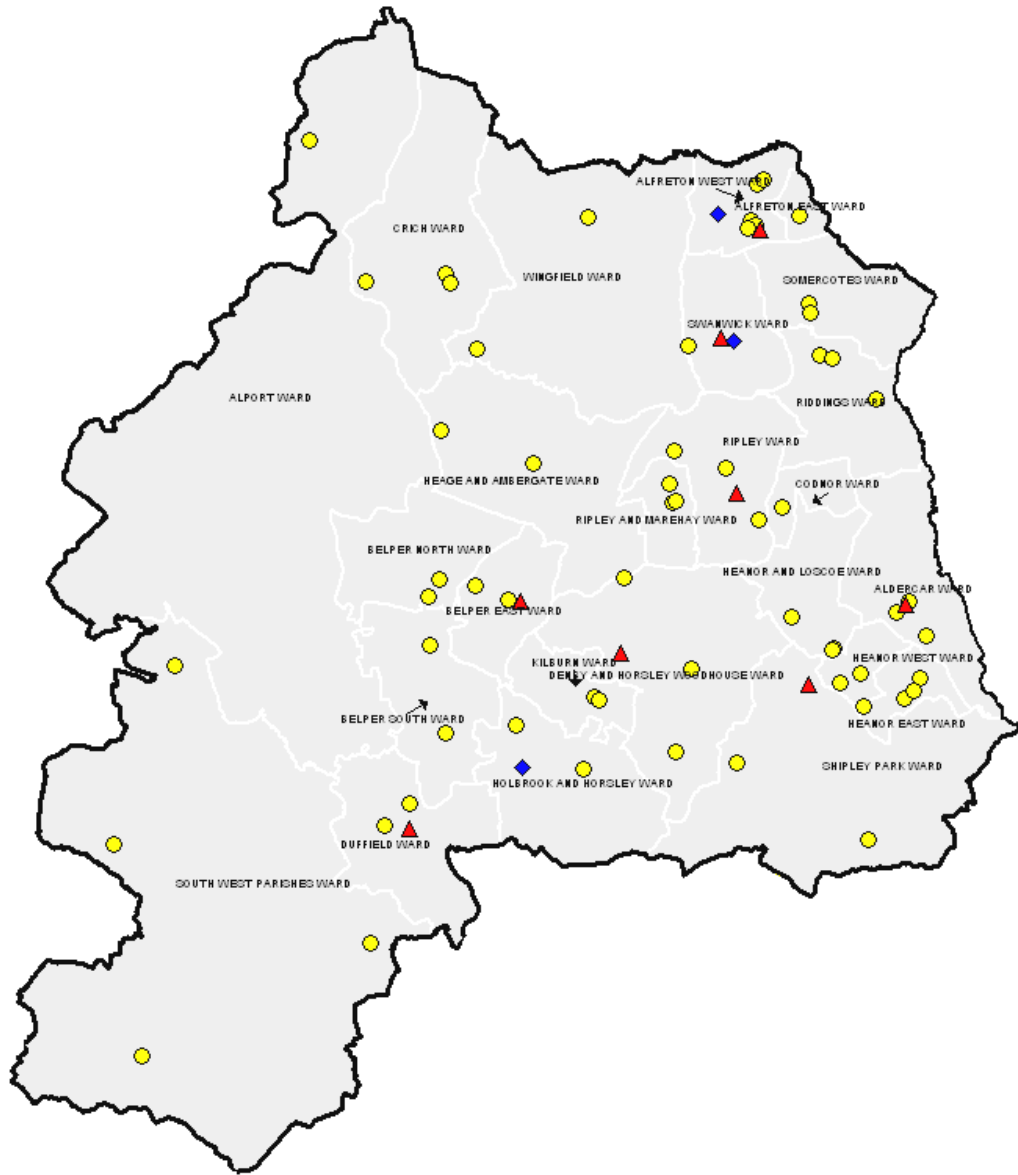 ALFRETON WEST WARD
ALFRETON EAST WARD
CRICH WARD
WINGFIELD WARD
SOMERCOTES WARD
SWANWICK WARD
ALPORT WARD
RIDDINGS WARD
RIPLEY WARD
HEAGE AND AMBERGATE WARD
CODNOR WARD
RIPLEY AND MAREHAY WARD
BELPER NORTH WARD
HEANOR AND LOSCOE WARD
ALDERCAR WARD
BELPER EAST WARD
KILBURN WARD
HEANOR WEST WARD
DENBY AND HORSLEY WOODHOUSE WARD
BELPER SOUTH WARD
HEANOR EAST WARD
SHIPLEY PARK WARD
HOLBROOK AND HORSLEY WARD
DUFFIELD WARD
SOUTH WEST PARISHES WARD